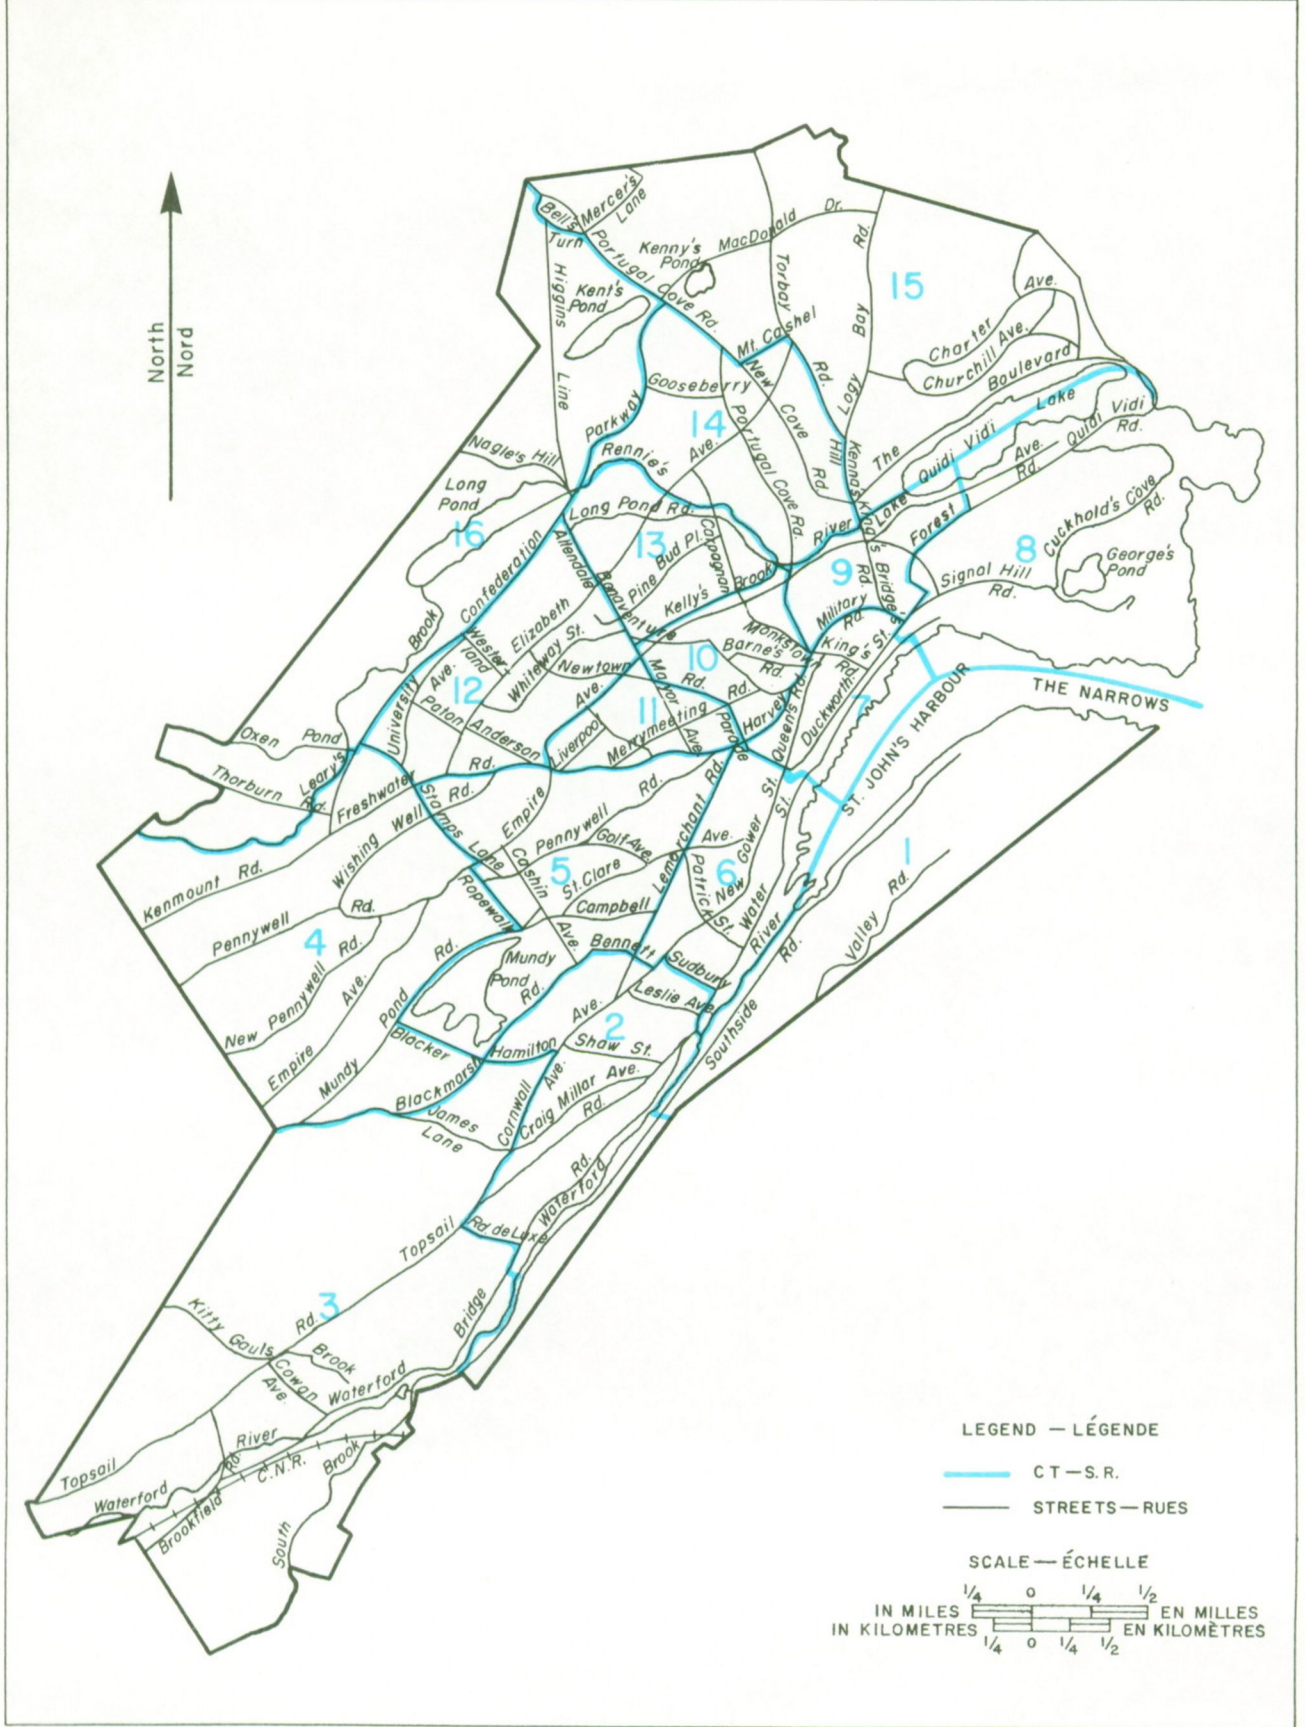 North
Nord
Bell's
Turn
Mercer's
Lane
Portugal Cove Rd.
Kenny's
Pond
MacDonald Dr.
Torbay Rd.
Logy Bay Rd.
15
Higgins Line
Kent's
Pond
Mt. Cashel
Ave.
Charter
Churchill Ave.
The Boulevard
Gooseberry
New Cove Rd.
Parkway
14
Portugal Cove Rd.
Ave.
Kenna's Hill
Quidi Vidi Lake
Lake Ave.
Quidi Vidi
Rd.
Rd.
Nagle's Hill
Rennie's River
Long
Pond
16
Long Pond Rd.
13
Carpagnan
Allendale
Bonaventure
Pine Bud Pl.
Kelly's Brook
9
King's Bridge Rd.
Forest
8
Cuckhold's Cove
Rd.
George's
Pond
Signal Hill
Rd.
Confederation
Brook
Elizabeth
Whiteway St.
Westerland
Newtown
Military
Rd.
Monkstown
Barne's
Rd.
King's
Rd.
St.
10
Rd.
Mayor Ave.
12
University Ave.
Paton
Anderson
Liverpool Ave.
11
Merrymeeting Rd.
Parade
Harvey
Queen's Rd.
Duckworth
7
THE NARROWS
ST. JOHN'S HARBOUR
Oxen Pond
Thorburn Rd.
Leary's
Freshwater Rd.
Stamps Lane
Wishing Well Rd.
Empire
Pennywell Rd.
Golf Ave.
St. Clare
5
Cashin Ave.
Campbell
Lemarchant Rd.
Ave.
6
Patrick St.
New Gower St.
Water St.
1
Valley Rd.
Kenmount Rd.
Pennywell Rd.
4
New Pennywell Rd.
Empire Ave.
Mundy Pond Rd.
Ropewalk
Mundy
Pond
Rd.
Bennett
Sudbury
Leslie Ave.
River
Southside Rd.
2
Ave.
Hamilton
Shaw St.
Blacker
Blackmarsh
James
Lane
Cornwall Ave.
Craig Millar Ave.
Rd.
Waterford
Rd.
Rd. de Luxe
Topsail Rd.
3
Kitty Gauls Brook
Cowan
Ave.
Waterford Bridge
Topsail
Waterford River
Rd.
C.N.R.
Brookfield
South Brook
LEGEND — LÉGENDE
CT — S.R.
STREETS — RUES
SCALE — ÉCHELLE
1/4 0 1/4 1/2
IN MILES EN MILLES
IN KILOMETRES EN KILOMÈTRES
1/4 0 1/4 1/2